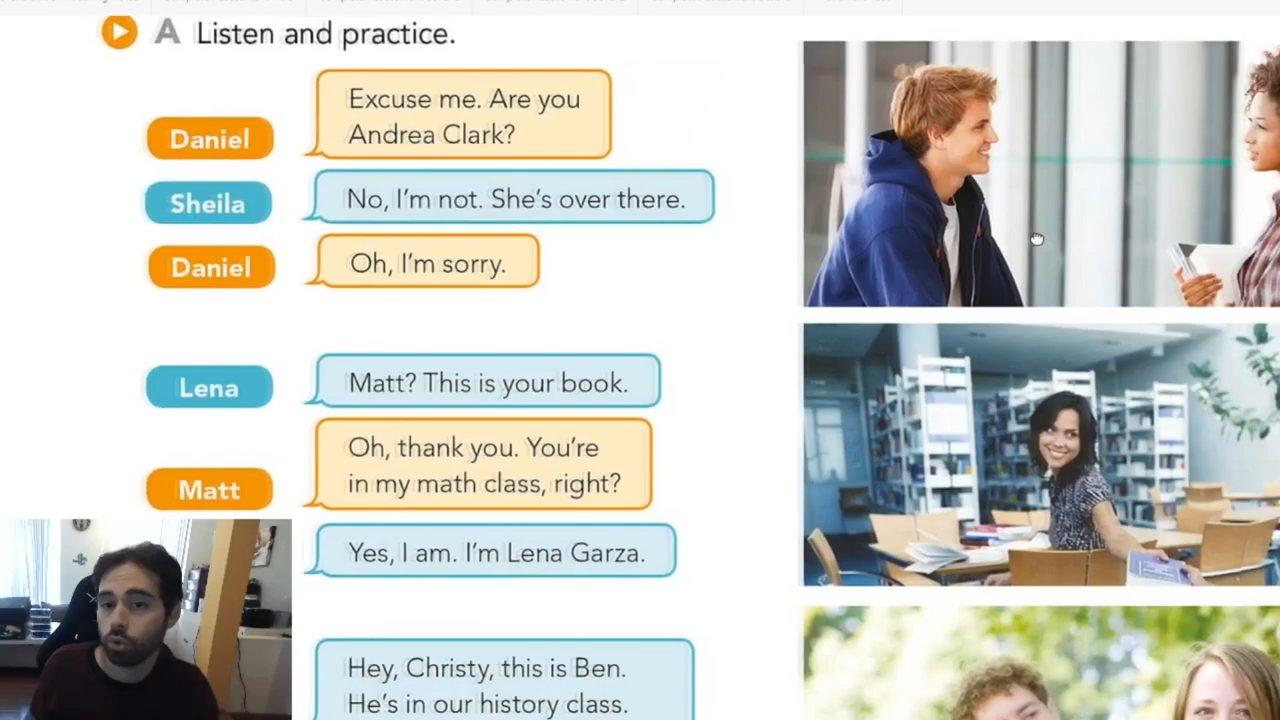 A Listen and practice.
Daniel
Excuse me. Are you
Andrea Clark?
Sheila
No, I'm not. She's over there.
Daniel
Oh, I'm sorry.
Lena
Matt? This is your book.
Matt
Oh, thank you. You're
in my math class, right?
Yes, I am. I'm Lena Garza.
Hey, Christy, this is Ben.
He's in our history class.